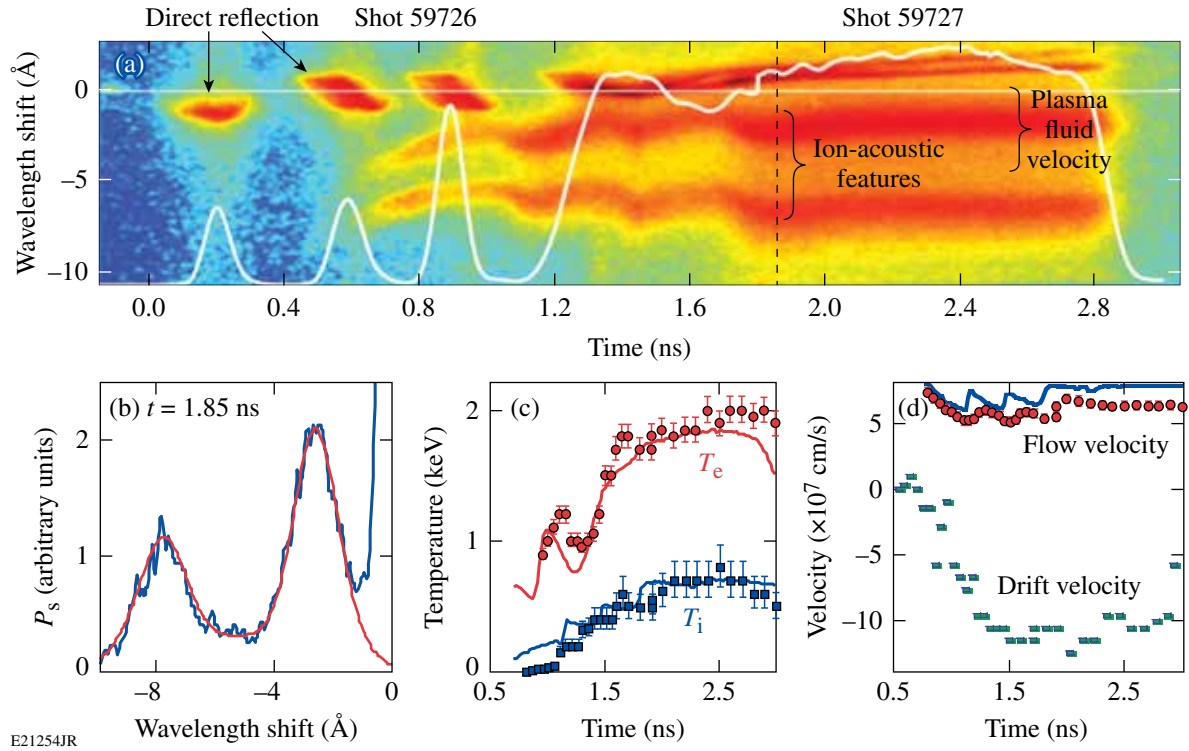 Direct reflection
Shot 59726
Shot 59727
(a)
Wavelength shift (Å)
0
−5
−10
Ion-acoustic
features
Plasma
fluid
velocity
0.0 0.4 0.8 1.2 1.6 2.0 2.4 2.8
Time (ns)
(b) t = 1.85 ns
Ps (arbitrary units)
2
1
0
−8 −4 0
Wavelength shift (Å)
(c)
Temperature (keV)
2
1
0
Te
Ti
0.5 1.5 2.5
Time (ns)
(d)
Velocity (×10⁷ cm/s)
5
0
−5
−10
Flow velocity
Drift velocity
0.5 1.5 2.5
Time (ns)
E21254JR